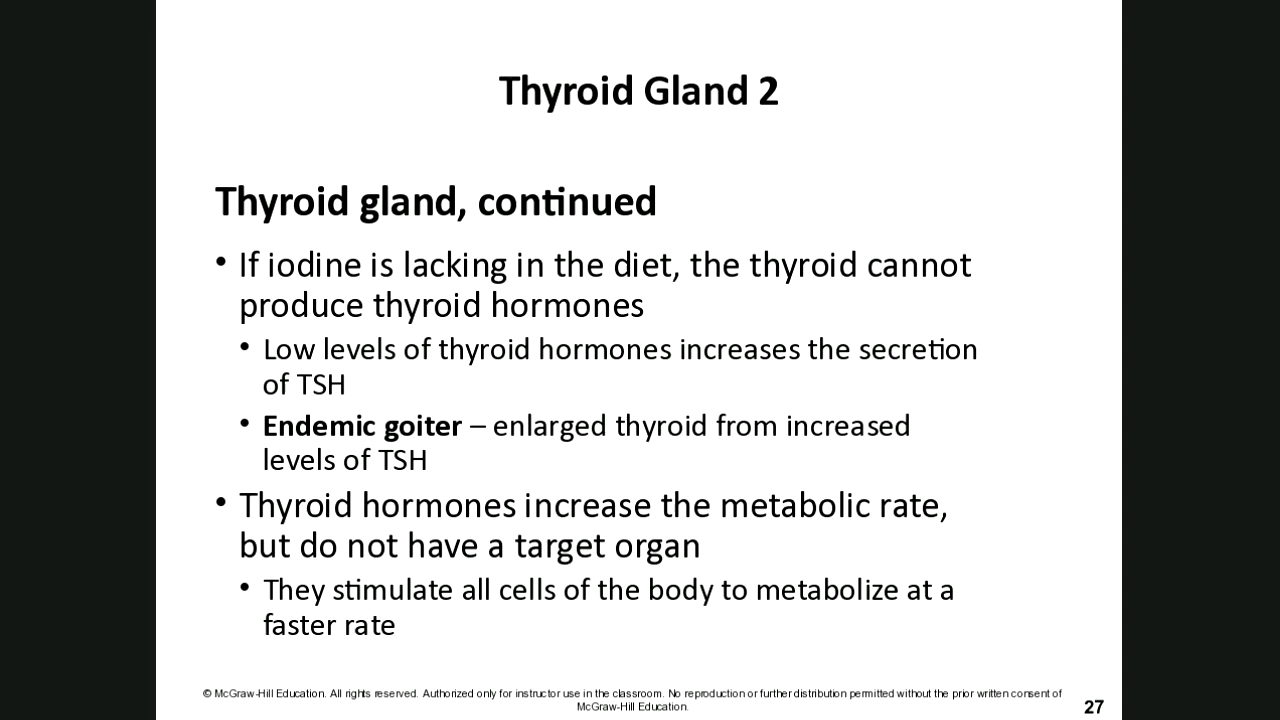 Thyroid Gland 2
Thyroid gland, continued
• If iodine is lacking in the diet, the thyroid cannot
produce thyroid hormones
• Low levels of thyroid hormones increases the secretion
of TSH
• Endemic goiter – enlarged thyroid from increased
levels of TSH
• Thyroid hormones increase the metabolic rate,
but do not have a target organ
• They stimulate all cells of the body to metabolize at a
faster rate
© McGraw-Hill Education. All rights reserved. Authorized only for instructor use in the classroom. No reproduction or further distribution permitted without the prior written consent of
McGraw-Hill Education.
27